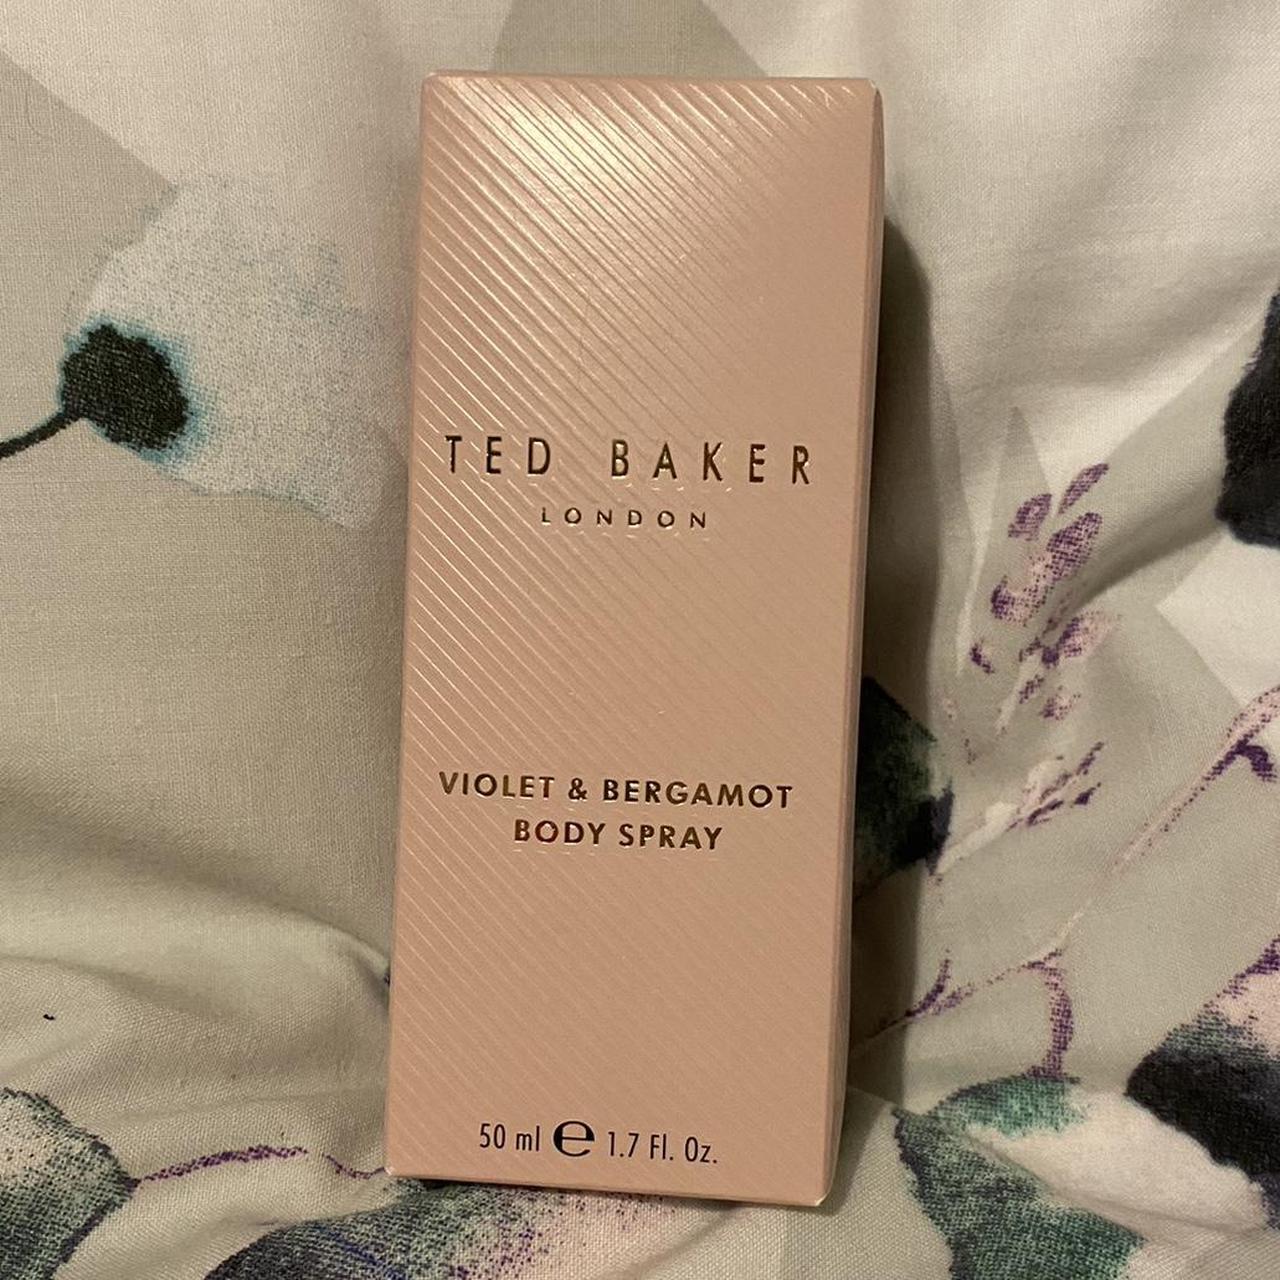 TED BAKER
LONDON
VIOLET & BERGAMOT
BODY SPRAY
50 ml ℮ 1.7 Fl. Oz.